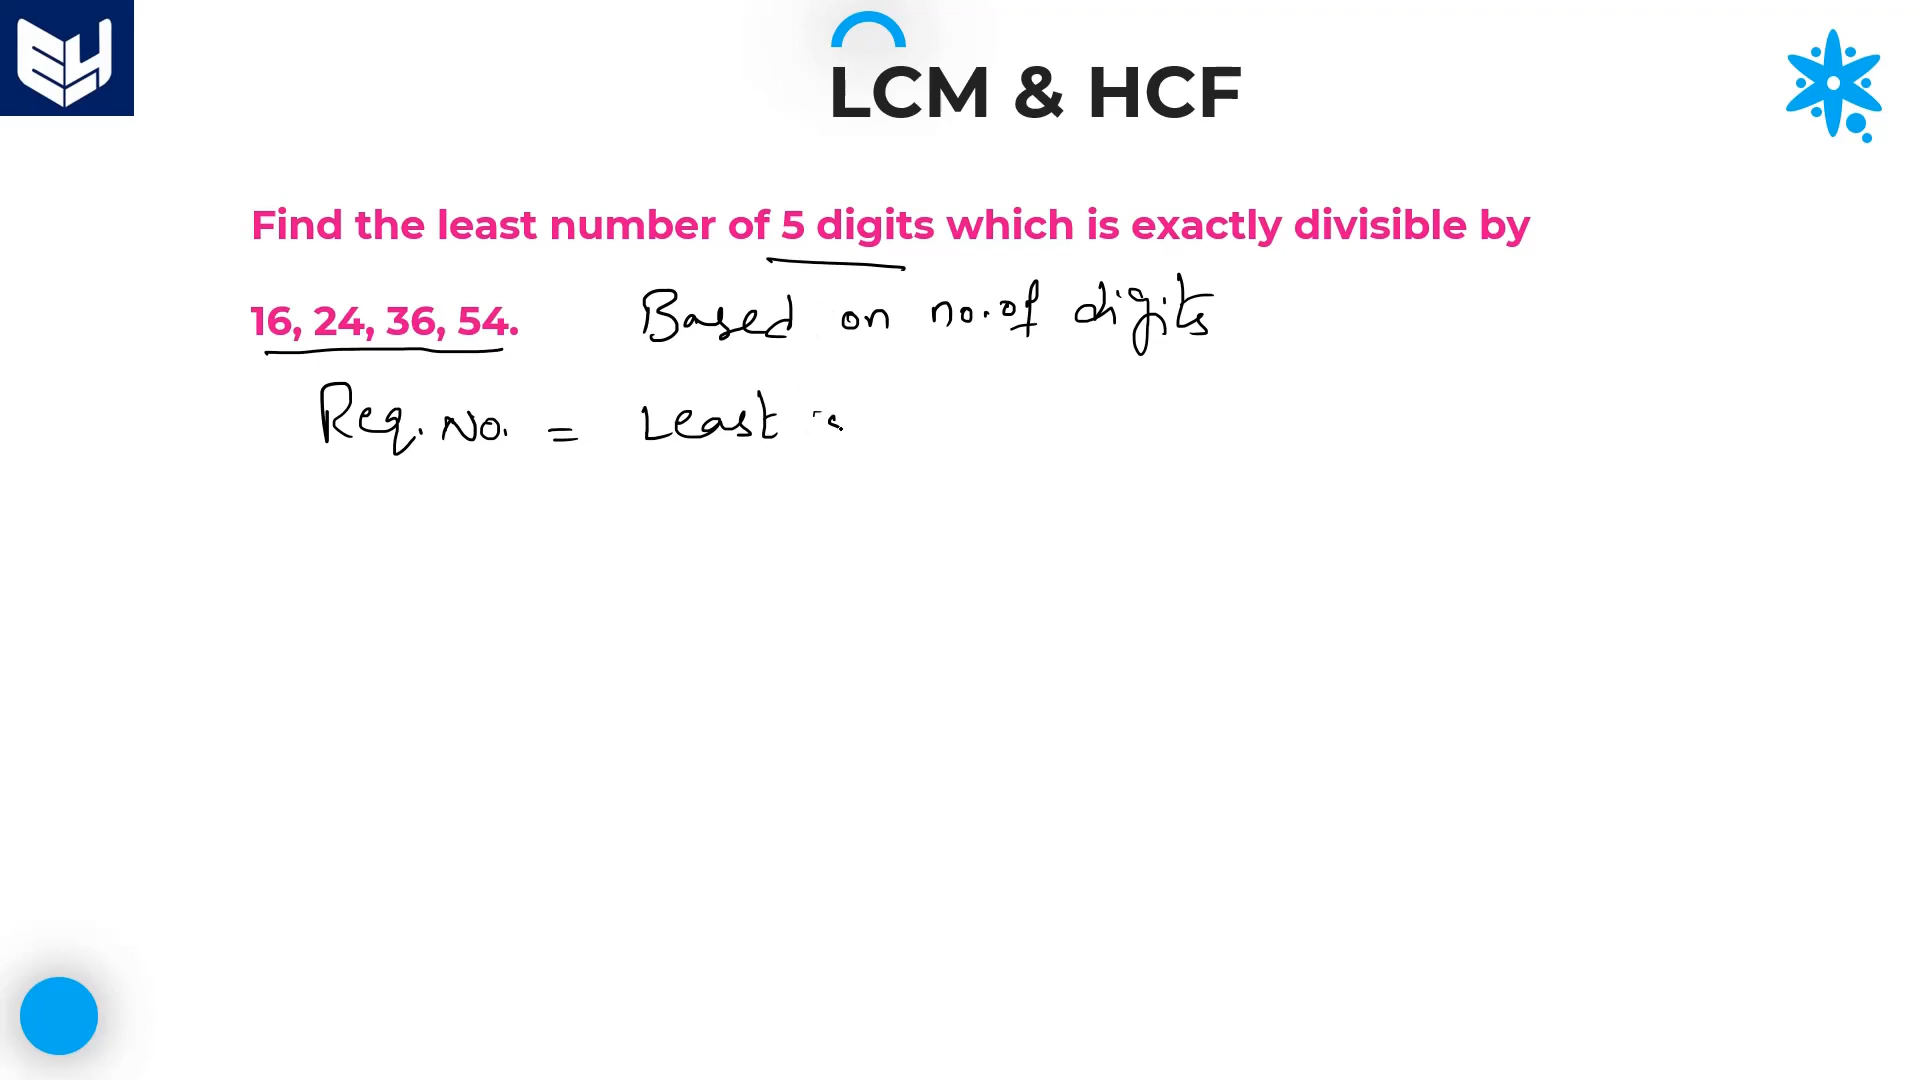 LCM & HCF
Find the least number of 5 digits which is exactly divisible by
16, 24, 36, 54.
Based on no. of digits
Req. No. = Least